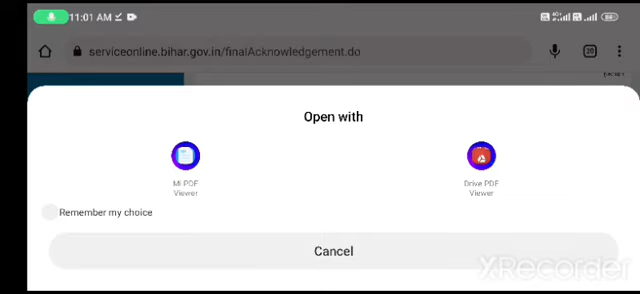 11:01 AM
serviceonline.bihar.gov.in/finalAcknowledgement.do
Open with
Mi PDF
Viewer
Drive PDF
Viewer
Remember my choice
Cancel
XRecorder